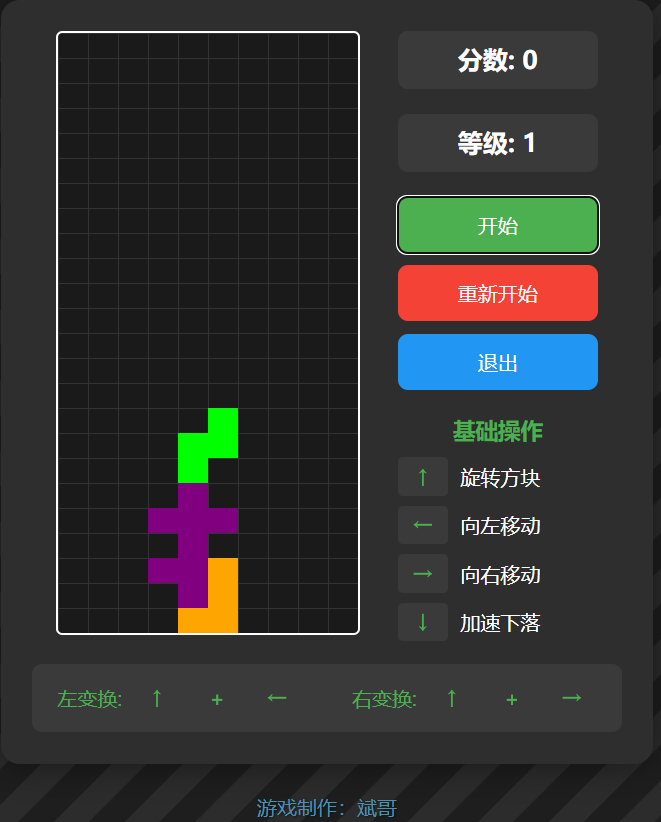 分数: 0
等级: 1
开始
重新开始
退出
基础操作
↑ 旋转方块
← 向左移动
→ 向右移动
↓ 加速下落
左变换: ↑ + ← 右变换: ↑ + →
游戏制作：斌哥